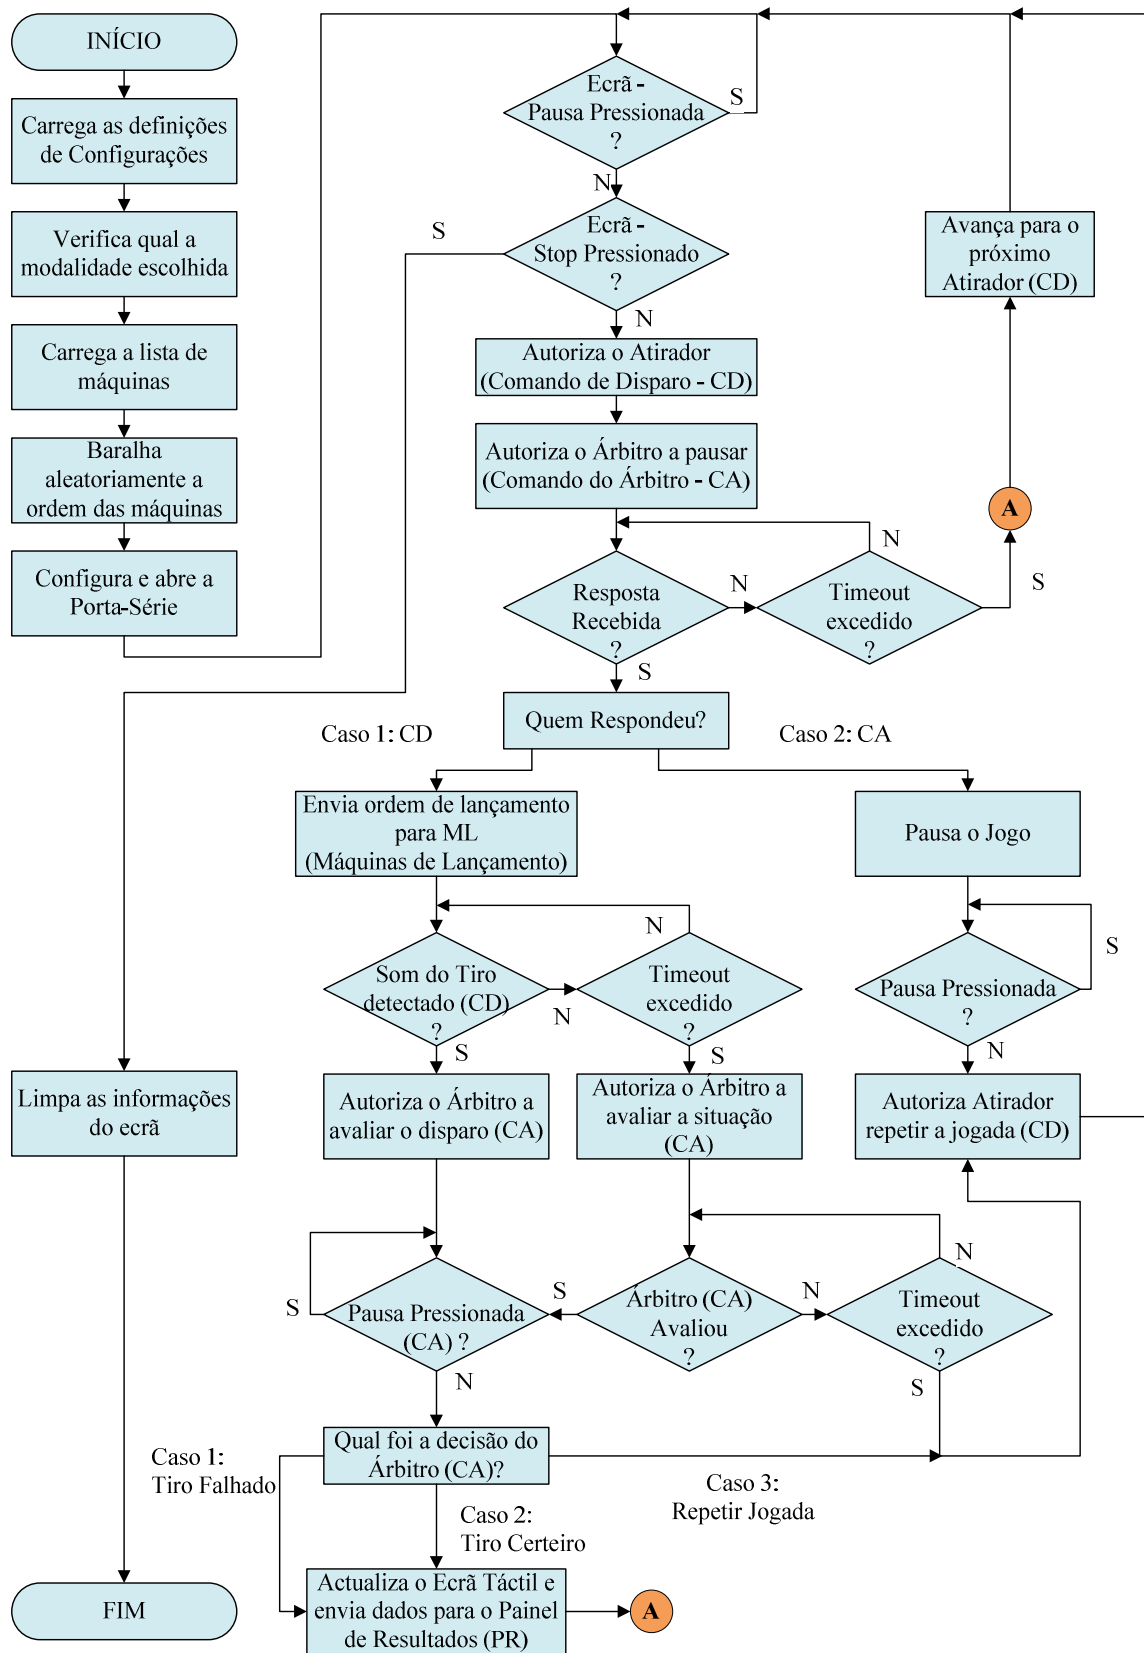 INÍCIO
Carrega as definições
de Configurações
Verifica qual a
modalidade escolhida
Carrega a lista de
máquinas
Baralha
aleatoriamente a
ordem das máquinas
Configura e abre a
Porta-Série
Ecrã -
Pausa Pressionada
?
S
N
Ecrã -
Stop Pressionado
?
S
N
Autoriza o Atirador
(Comando de Disparo - CD)
Autoriza o Árbitro a pausar
(Comando do Árbitro - CA)
Resposta
Recebida
?
N
S
Timeout
excedido
?
N
S
A
Avança para o
próximo
Atirador (CD)
Quem Respondeu?
Caso 1: CD
Caso 2: CA
Envia ordem de lançamento
para ML
(Máquinas de Lançamento)
Pausa o Jogo
Som do Tiro
detectado (CD)
?
N
S
Timeout
excedido
?
N
S
Pausa Pressionada
?
S
N
Autoriza o Árbitro a
avaliar o disparo (CA)
Autoriza o Árbitro a
avaliar a situação
(CA)
Autoriza Atirador
repetir a jogada (CD)
Limpa as informações
do ecrã
Pausa Pressionada
(CA) ?
S
N
Árbitro (CA)
Avaliou
?
S
N
Timeout
excedido
?
N
S
Qual foi a decisão do
Árbitro (CA)?
Caso 1:
Tiro Falhado
Caso 2:
Tiro Certeiro
Caso 3:
Repetir Jogada
Actualiza o Ecrã Táctil e
envia dados para o Painel
de Resultados (PR)
A
FIM